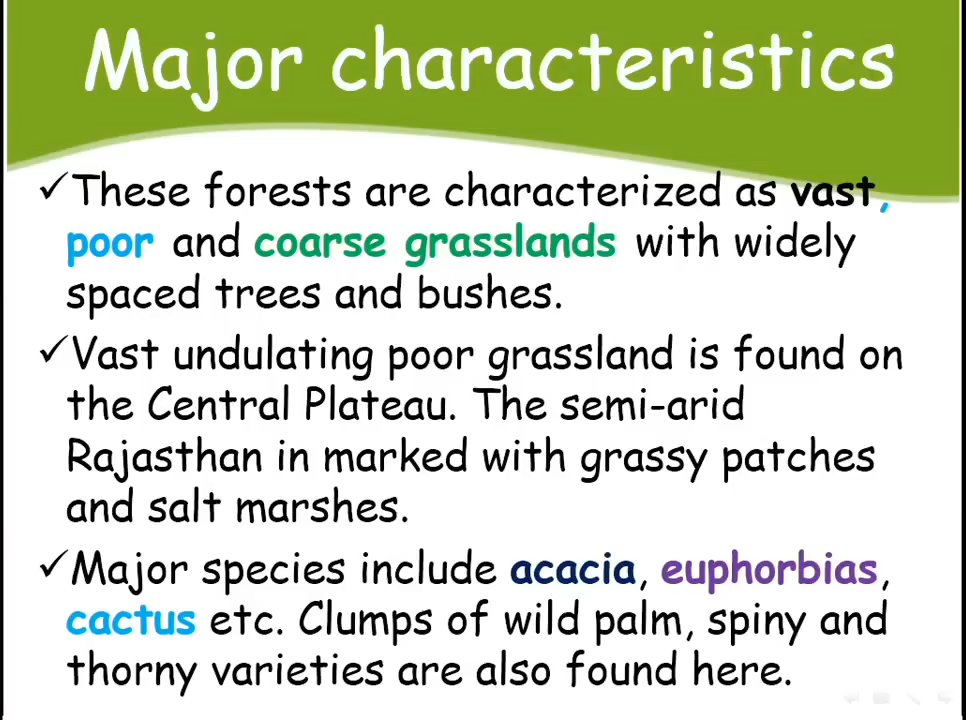 Major characteristics
✓These forests are characterized as vast,
poor and coarse grasslands with widely
spaced trees and bushes.
✓Vast undulating poor grassland is found on
the Central Plateau. The semi-arid
Rajasthan in marked with grassy patches
and salt marshes.
✓Major species include acacia, euphorbias,
cactus etc. Clumps of wild palm, spiny and
thorny varieties are also found here.